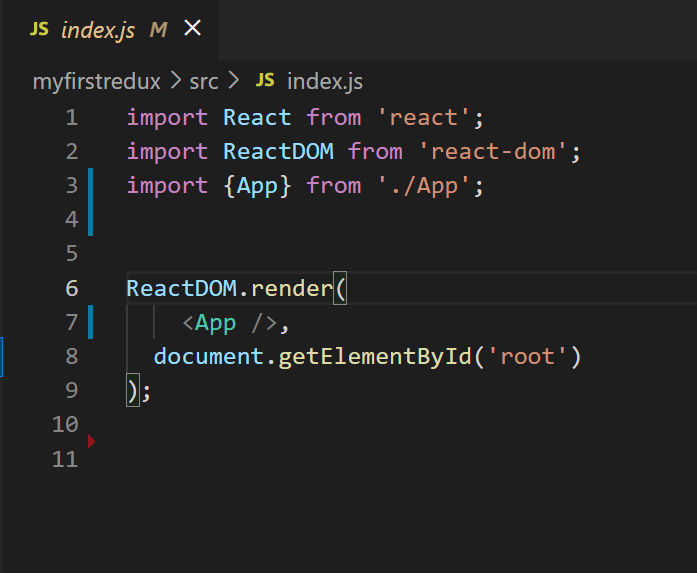 JS index.js M ×
myfirstredux > src > JS index.js
1 import React from 'react';
2 import ReactDOM from 'react-dom';
3 import {App} from './App';
4
5
6 ReactDOM.render(
7     <App />,
8   document.getElementById('root')
9 );
10
11